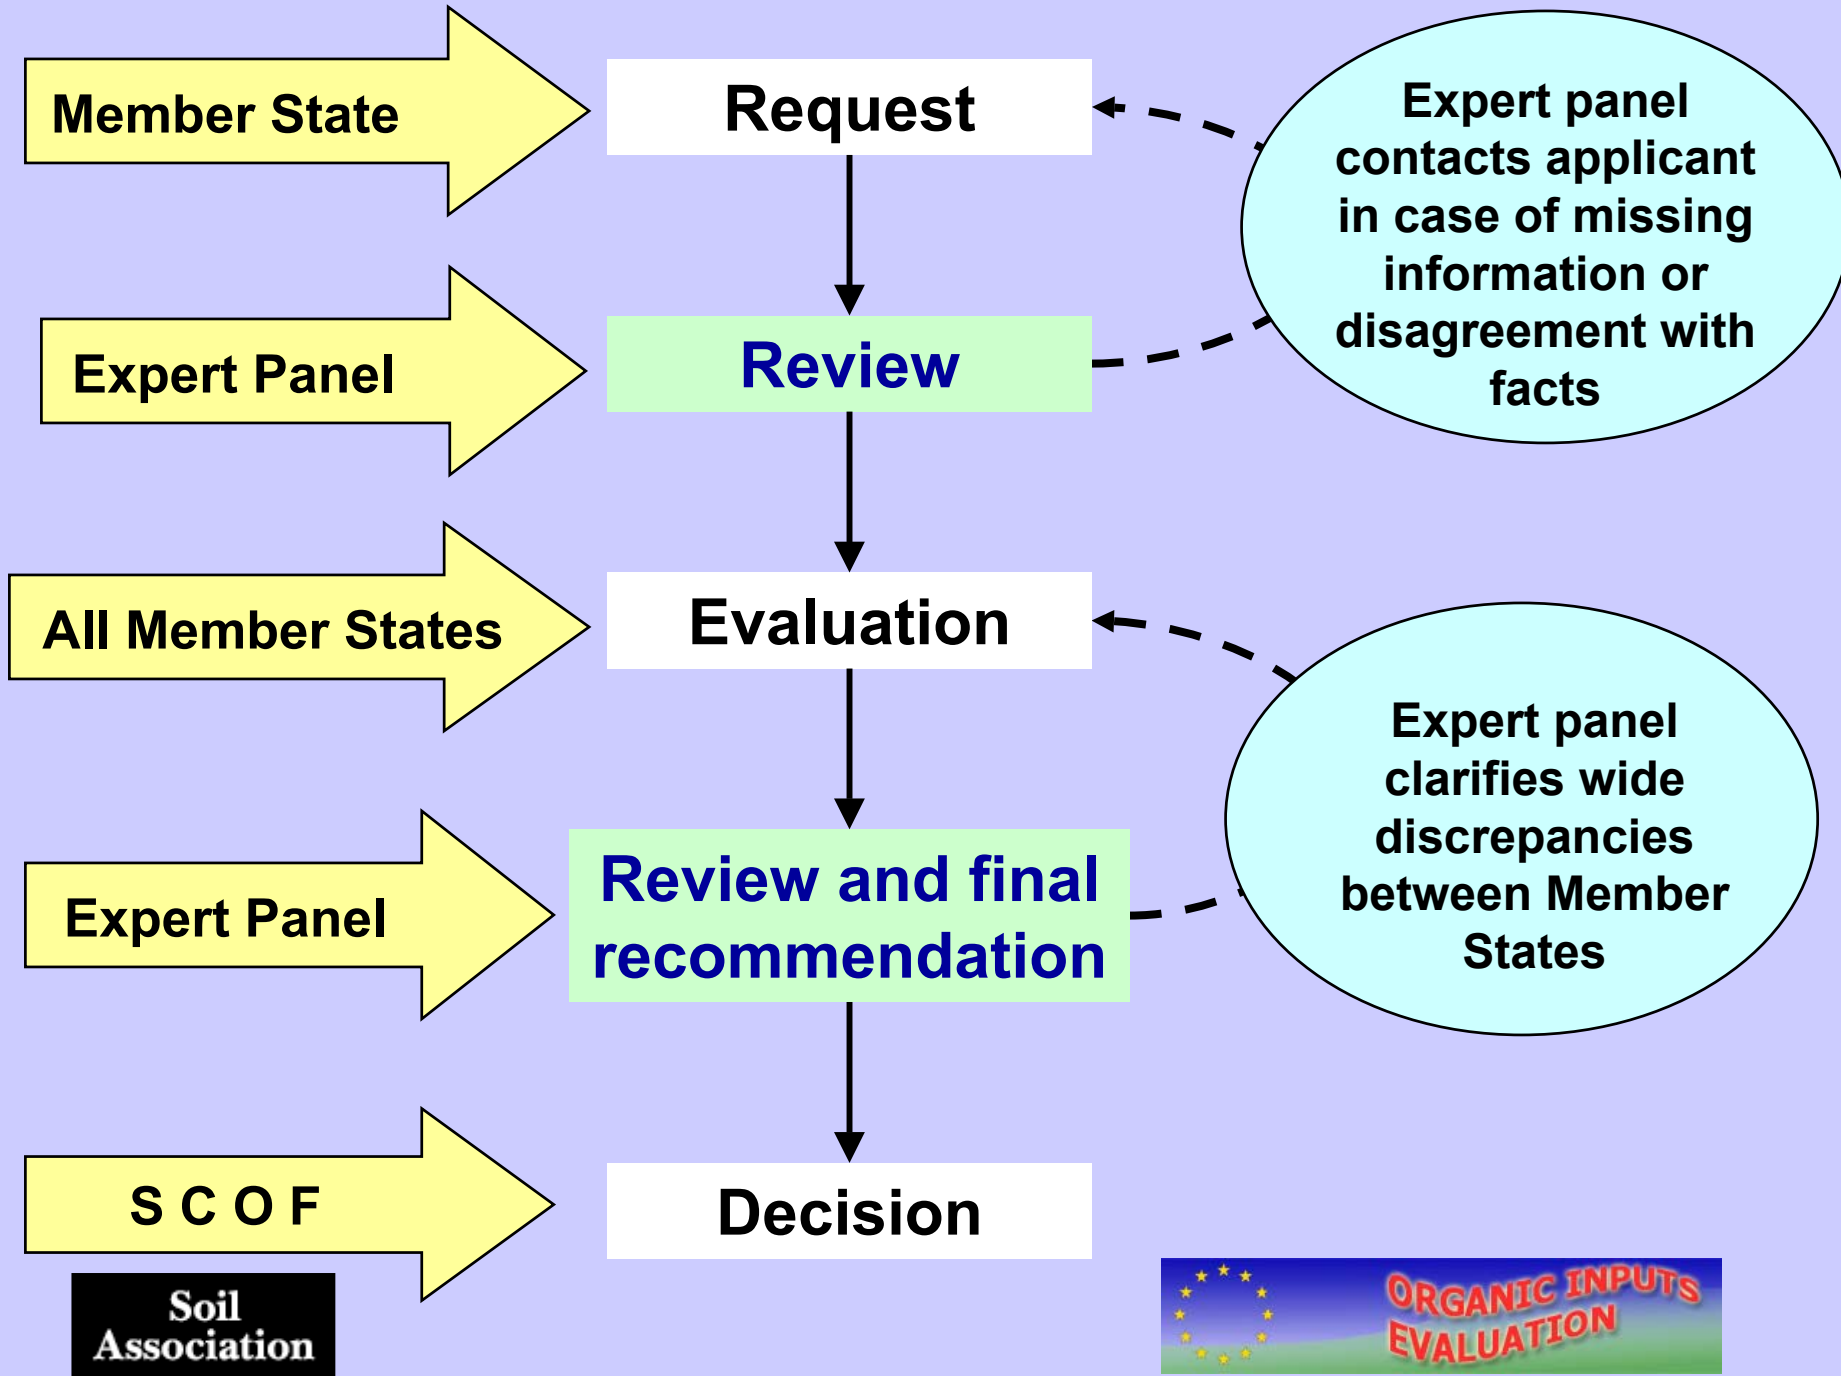 Member State
Request
Expert panel
contacts applicant
in case of missing
information or
disagreement with
facts
Expert Panel
Review
All Member States
Evaluation
Expert panel
clarifies wide
discrepancies
between Member
States
Expert Panel
Review and final
recommendation
S C O F
Decision
Soil
Association
ORGANIC INPUTS
EVALUATION